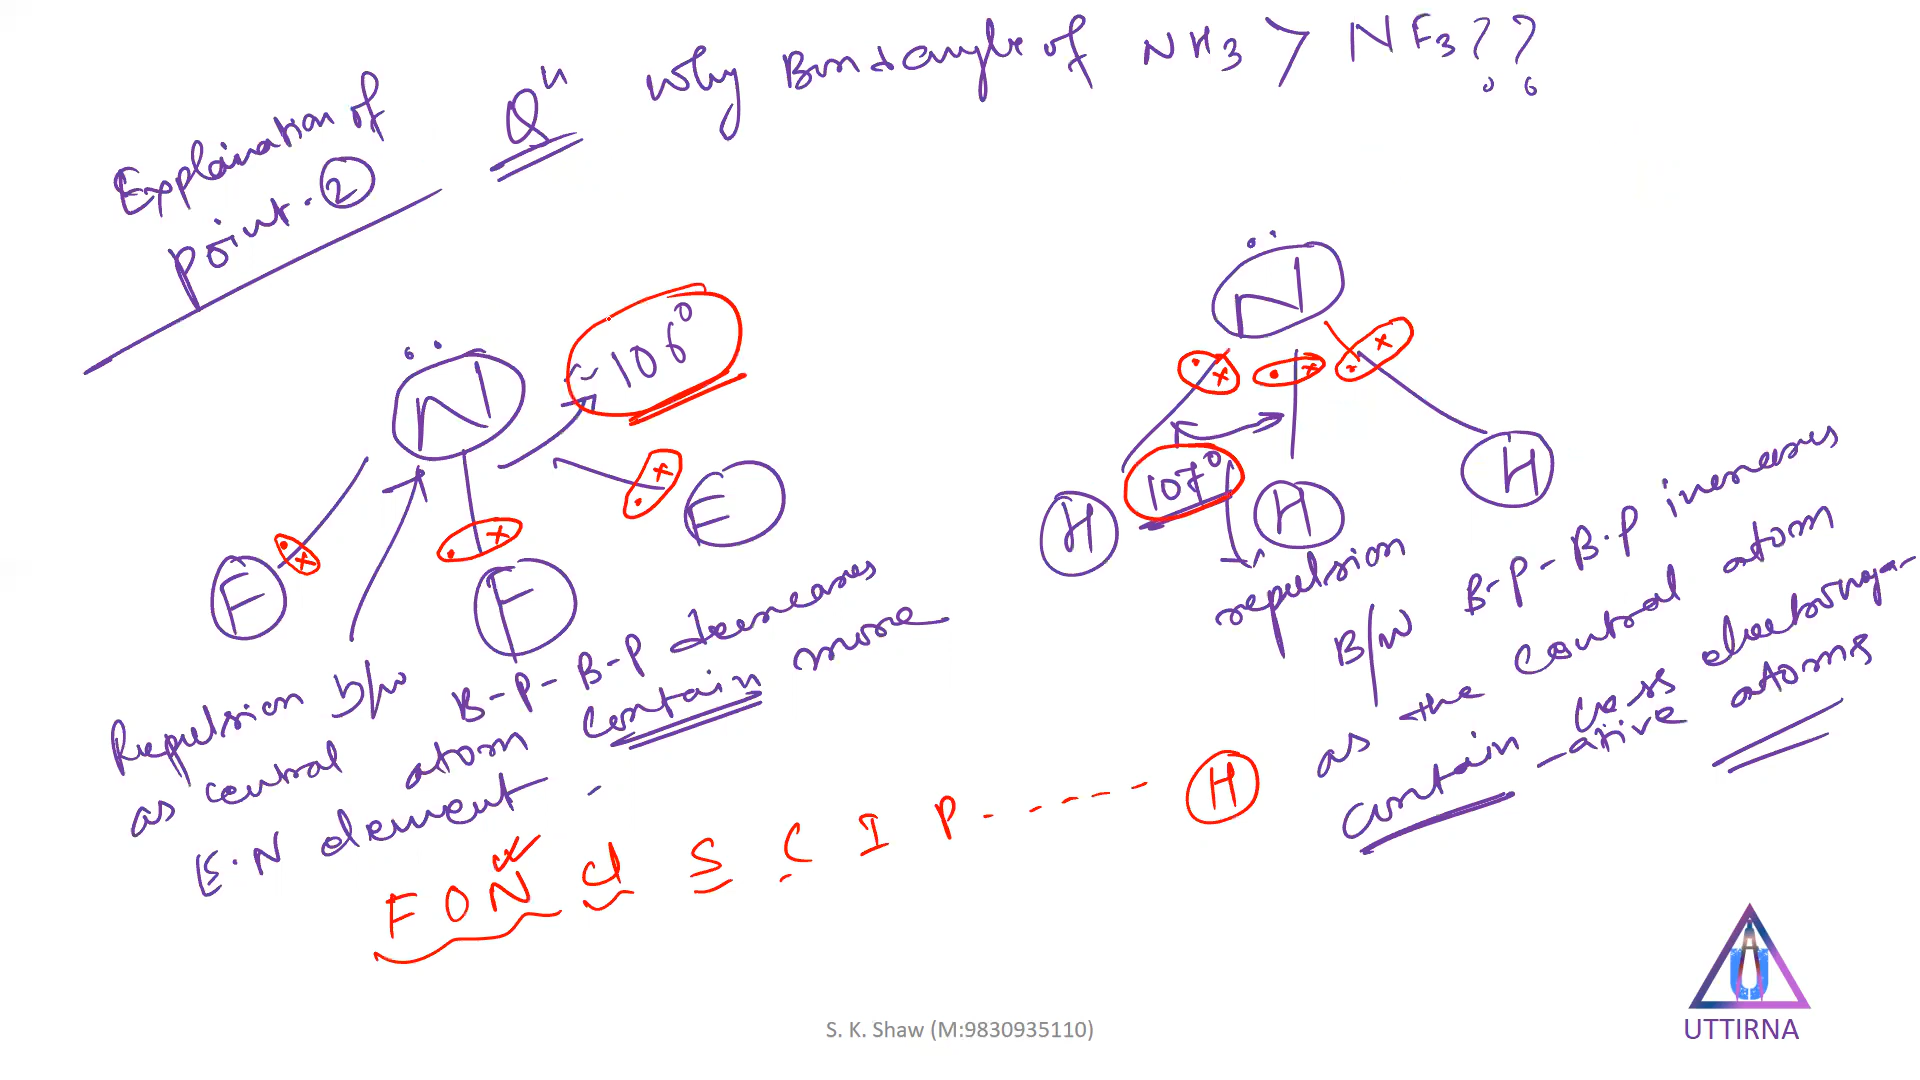 Explaination of
point. 2
Qn Why Bond angle of NH3 > NF3??
N
~106°
F
F
F
Repulsion b/w B-P-B-P decreases
as central atom contain more
E.N element
N
107°
H
H
H
repulsion B/W B-P-B.P increases
as the central atom
contain less electronega-
-ative atoms
F O N Cl S C I P ------ H
S. K. Shaw (M:9830935110)
UTTIRNA